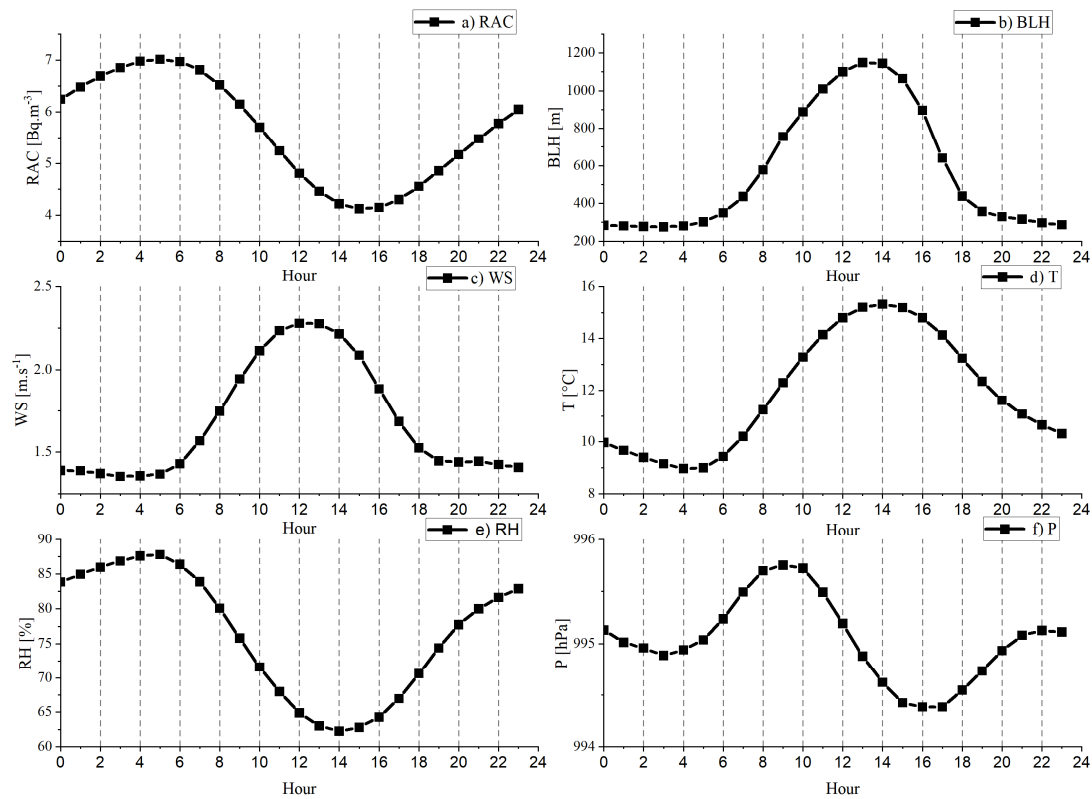 a) RAC
7
6
5
4
RAC [Bq.m⁻³]
0 2 4 6 8 10 12 14 16 18 20 22 24
Hour
b) BLH
1200
1000
800
600
400
200
BLH [m]
0 2 4 6 8 10 12 14 16 18 20 22 24
Hour
c) WS
2.5
2.0
1.5
WS [m.s⁻¹]
0 2 4 6 8 10 12 14 16 18 20 22 24
Hour
d) T
16
14
12
10
8
T [°C]
0 2 4 6 8 10 12 14 16 18 20 22 24
Hour
e) RH
90
85
80
75
70
65
60
RH [%]
0 2 4 6 8 10 12 14 16 18 20 22 24
Hour
f) P
996
995
994
P [hPa]
0 2 4 6 8 10 12 14 16 18 20 22 24
Hour